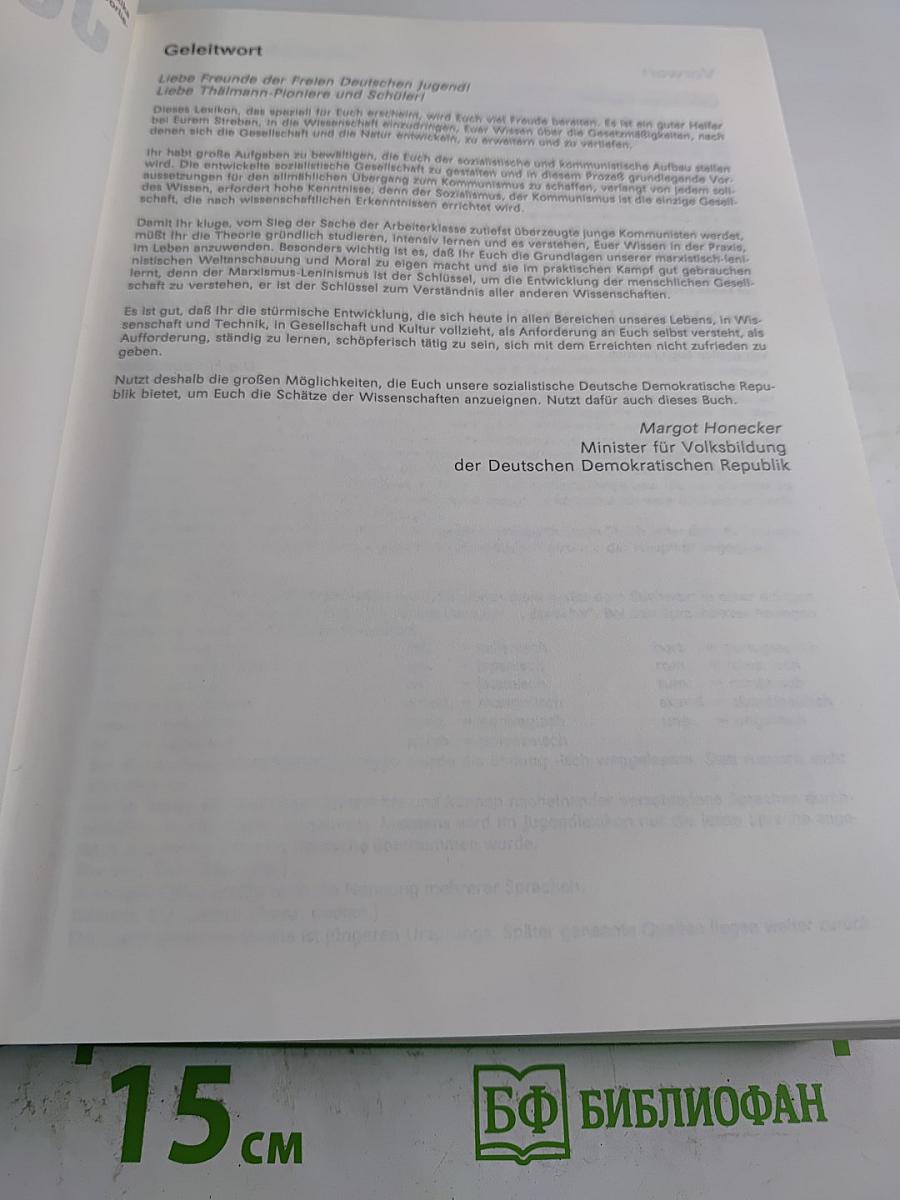 Geleitwort
Liebe Freunde der Freien Deutschen Jugend!
Liebe Thälmann-Pioniere und Schüler!
Dieses Lexikon, das speziell für Euch erscheint, wird Euch viel Freude bereiten. Es ist ein guter Helfer
bei Eurem Streben, in die Wissenschaft einzudringen, Euer Wissen über die Gesetzmäßigkeiten, nach
denen sich die Gesellschaft und die Natur entwickeln, zu erweitern und zu vertiefen.
Ihr habt große Aufgaben zu bewältigen, die Euch der sozialistische und kommunistische Aufbau stellen
wird. Die entwickelte sozialistische Gesellschaft zu gestalten und in diesem Prozeß grundlegende Vor-
aussetzungen für den allmählichen Übergang zum Kommunismus zu schaffen, verlangt von jedem soli-
des Wissen, erfordert hohe Kenntnisse; denn der Sozialismus, der Kommunismus ist die einzige Gesell-
schaft, die nach wissenschaftlichen Erkenntnissen errichtet wird.
Damit Ihr kluge, vom Sieg der Sache der Arbeiterklasse zutiefst überzeugte junge Kommunisten werdet,
müßt Ihr die Theorie gründlich studieren, intensiv lernen und es verstehen, Euer Wissen in der Praxis,
im Leben anzuwenden. Besonders wichtig ist es, daß Ihr Euch die Grundlagen unserer marxistisch-leni-
nistischen Weltanschauung und Moral zu eigen macht und sie im praktischen Kampf gut gebrauchen
lernt, denn der Marxismus-Leninismus ist der Schlüssel, um die Entwicklung der menschlichen Gesell-
schaft zu verstehen, er ist der Schlüssel zum Verständnis aller anderen Wissenschaften.
Es ist gut, daß Ihr die stürmische Entwicklung, die sich heute in allen Bereichen unseres Lebens, in Wis-
senschaft und Technik, in Gesellschaft und Kultur vollzieht, als Anforderung an Euch selbst versteht, als
Aufforderung, ständig zu lernen, schöpferisch tätig zu sein, sich mit dem Erreichten nicht zufrieden zu
geben.
Nutzt deshalb die großen Möglichkeiten, die Euch unsere sozialistische Deutsche Demokratische Repu-
blik bietet, um Euch die Schätze der Wissenschaften anzueignen. Nutzt dafür auch dieses Buch.
Margot Honecker
Minister für Volksbildung
der Deutschen Demokratischen Republik
15 см
БФ БИБЛИОФАН